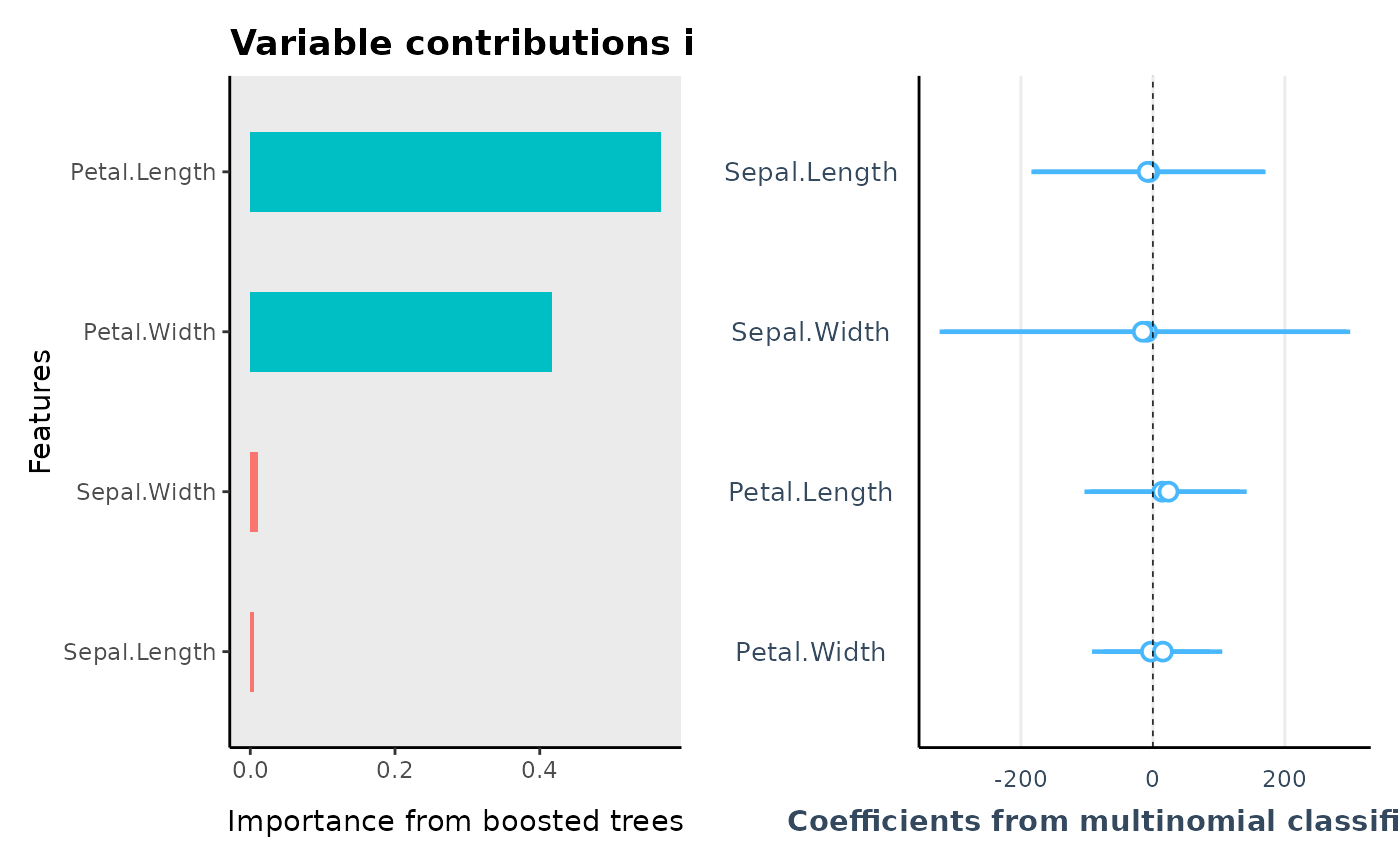 Variable contributions i
Features
Petal.Length
Petal.Width
Sepal.Width
Sepal.Length
0.0 0.2 0.4
Importance from boosted trees
Sepal.Length
Sepal.Width
Petal.Length
Petal.Width
-200 0 200
Coefficients from multinomial classifi